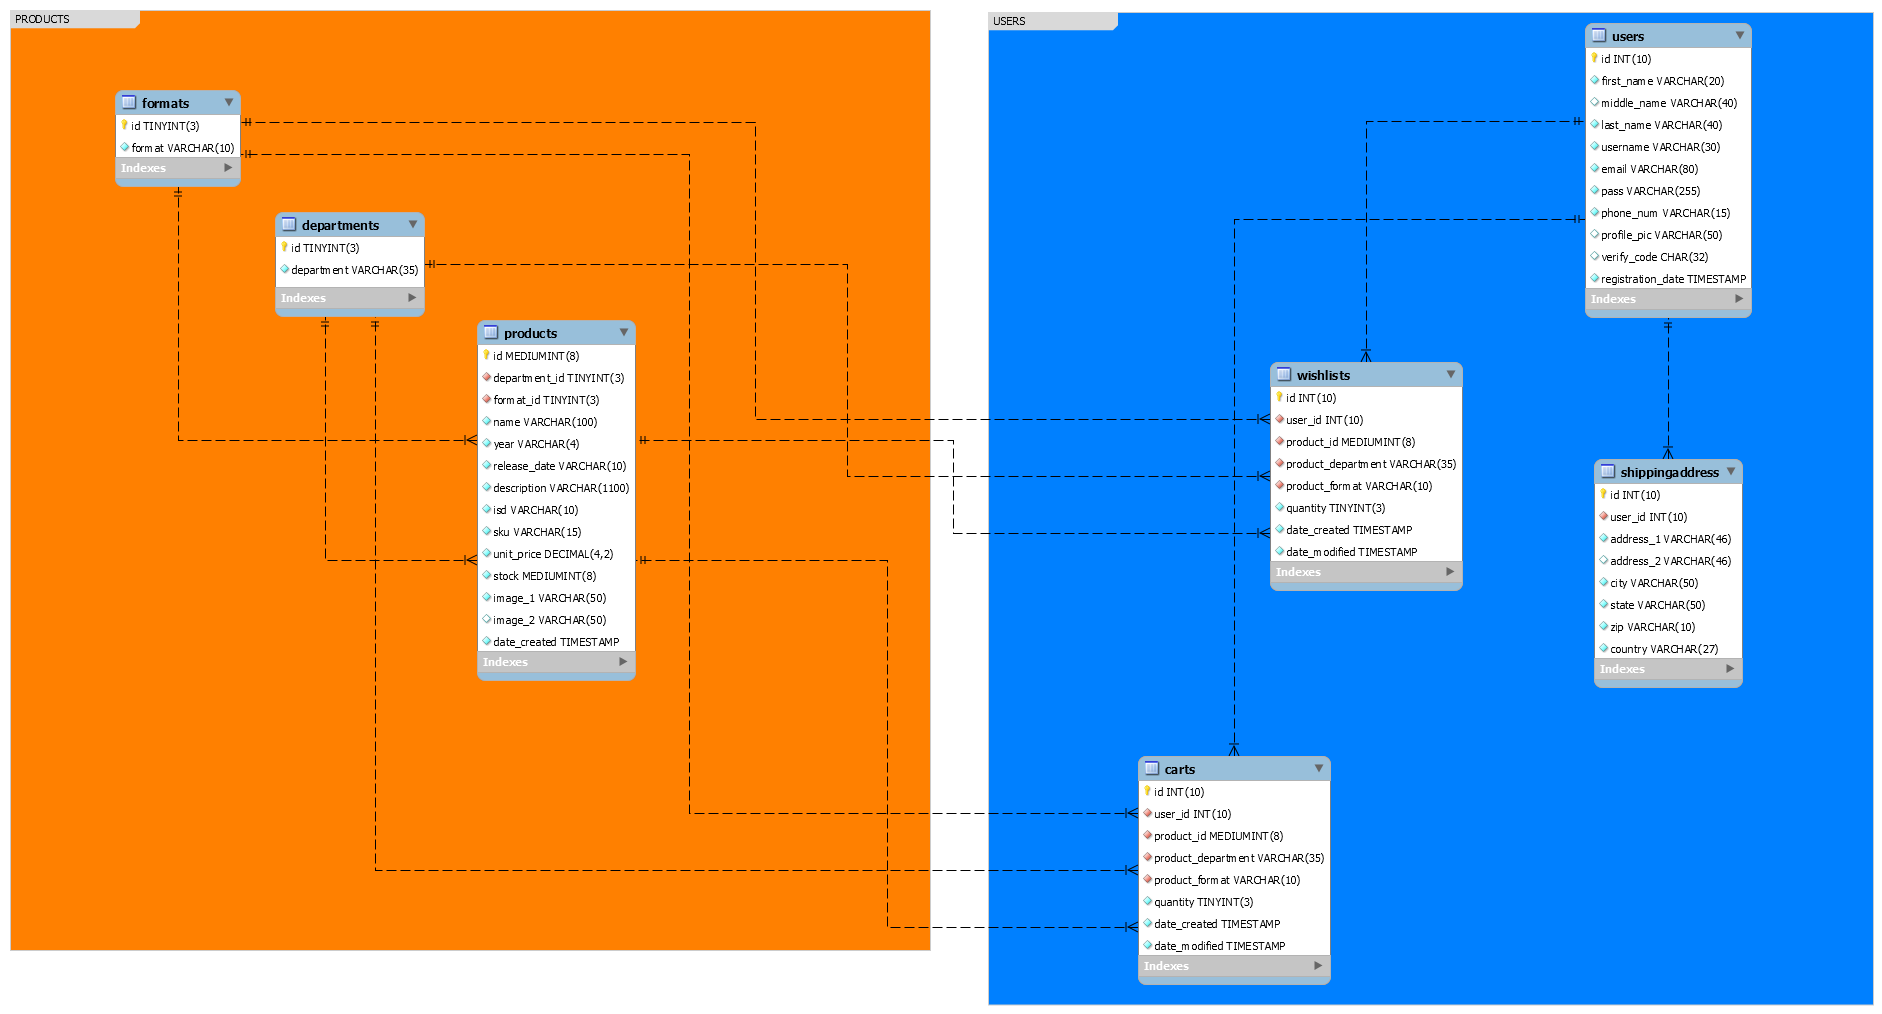 PRODUCTS
formats
id TINYINT(3)
format VARCHAR(10)
Indexes
departments
id TINYINT(3)
department VARCHAR(35)
Indexes
products
id MEDIUMINT(8)
department_id TINYINT(3)
format_id TINYINT(3)
name VARCHAR(100)
year VARCHAR(4)
release_date VARCHAR(10)
description VARCHAR(1100)
isd VARCHAR(10)
sku VARCHAR(15)
unit_price DECIMAL(4,2)
stock MEDIUMINT(8)
image_1 VARCHAR(50)
image_2 VARCHAR(50)
date_created TIMESTAMP
Indexes
USERS
users
id INT(10)
first_name VARCHAR(20)
middle_name VARCHAR(40)
last_name VARCHAR(40)
username VARCHAR(30)
email VARCHAR(80)
pass VARCHAR(255)
phone_num VARCHAR(15)
profile_pic VARCHAR(50)
verify_code CHAR(32)
registration_date TIMESTAMP
Indexes
wishlists
id INT(10)
user_id INT(10)
product_id MEDIUMINT(8)
product_department VARCHAR(35)
product_format VARCHAR(10)
quantity TINYINT(3)
date_created TIMESTAMP
date_modified TIMESTAMP
Indexes
shippingaddress
id INT(10)
user_id INT(10)
address_1 VARCHAR(46)
address_2 VARCHAR(46)
city VARCHAR(50)
state VARCHAR(50)
zip VARCHAR(10)
country VARCHAR(27)
Indexes
carts
id INT(10)
user_id INT(10)
product_id MEDIUMINT(8)
product_department VARCHAR(35)
product_format VARCHAR(10)
quantity TINYINT(3)
date_created TIMESTAMP
date_modified TIMESTAMP
Indexes